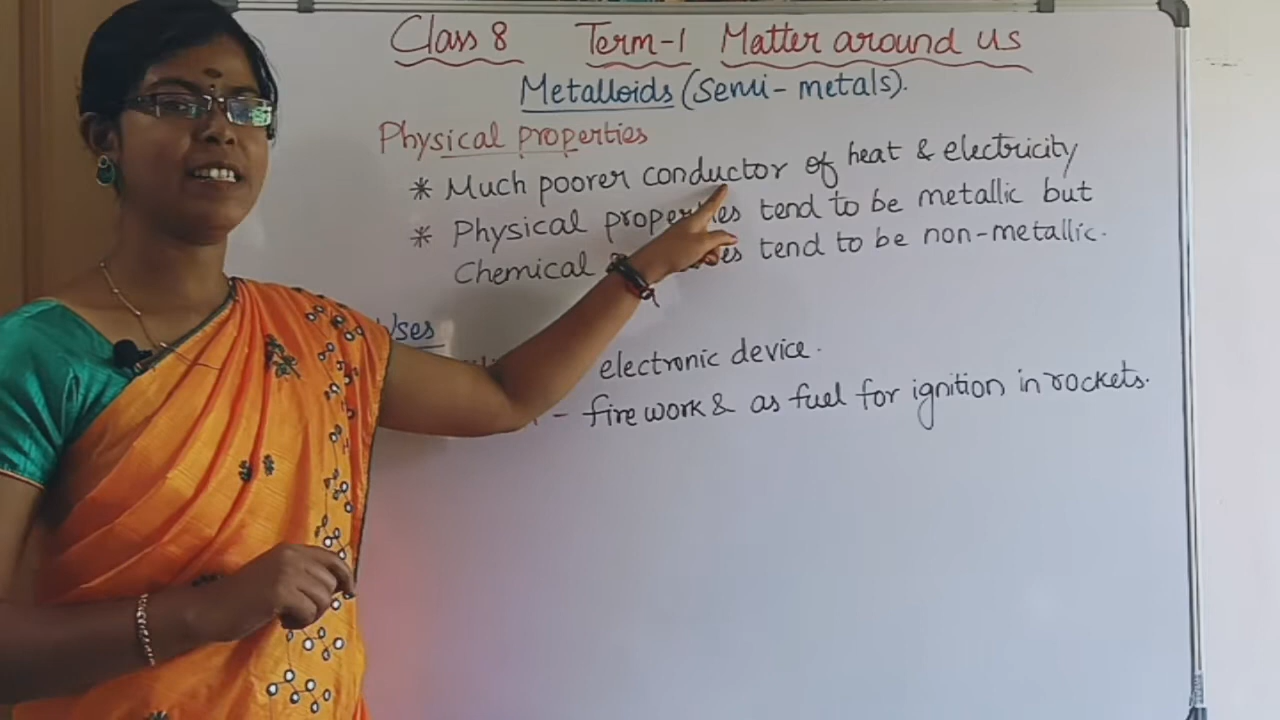 Class 8 Term-1 Matter around us
Metalloids (Semi-metals).
Physical properties
* Much poorer conductor of heat & electricity
* Physical properties tend to be metallic but
Chemical tend to be non-metallic.
Uses
electronic device.
- fire work & as fuel for ignition in rockets.